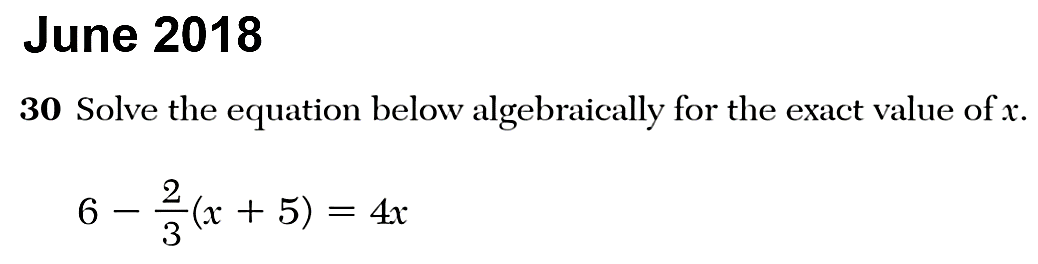 June 2018
30 Solve the equation below algebraically for the exact value of x.
6 − 2/3(x + 5) = 4x